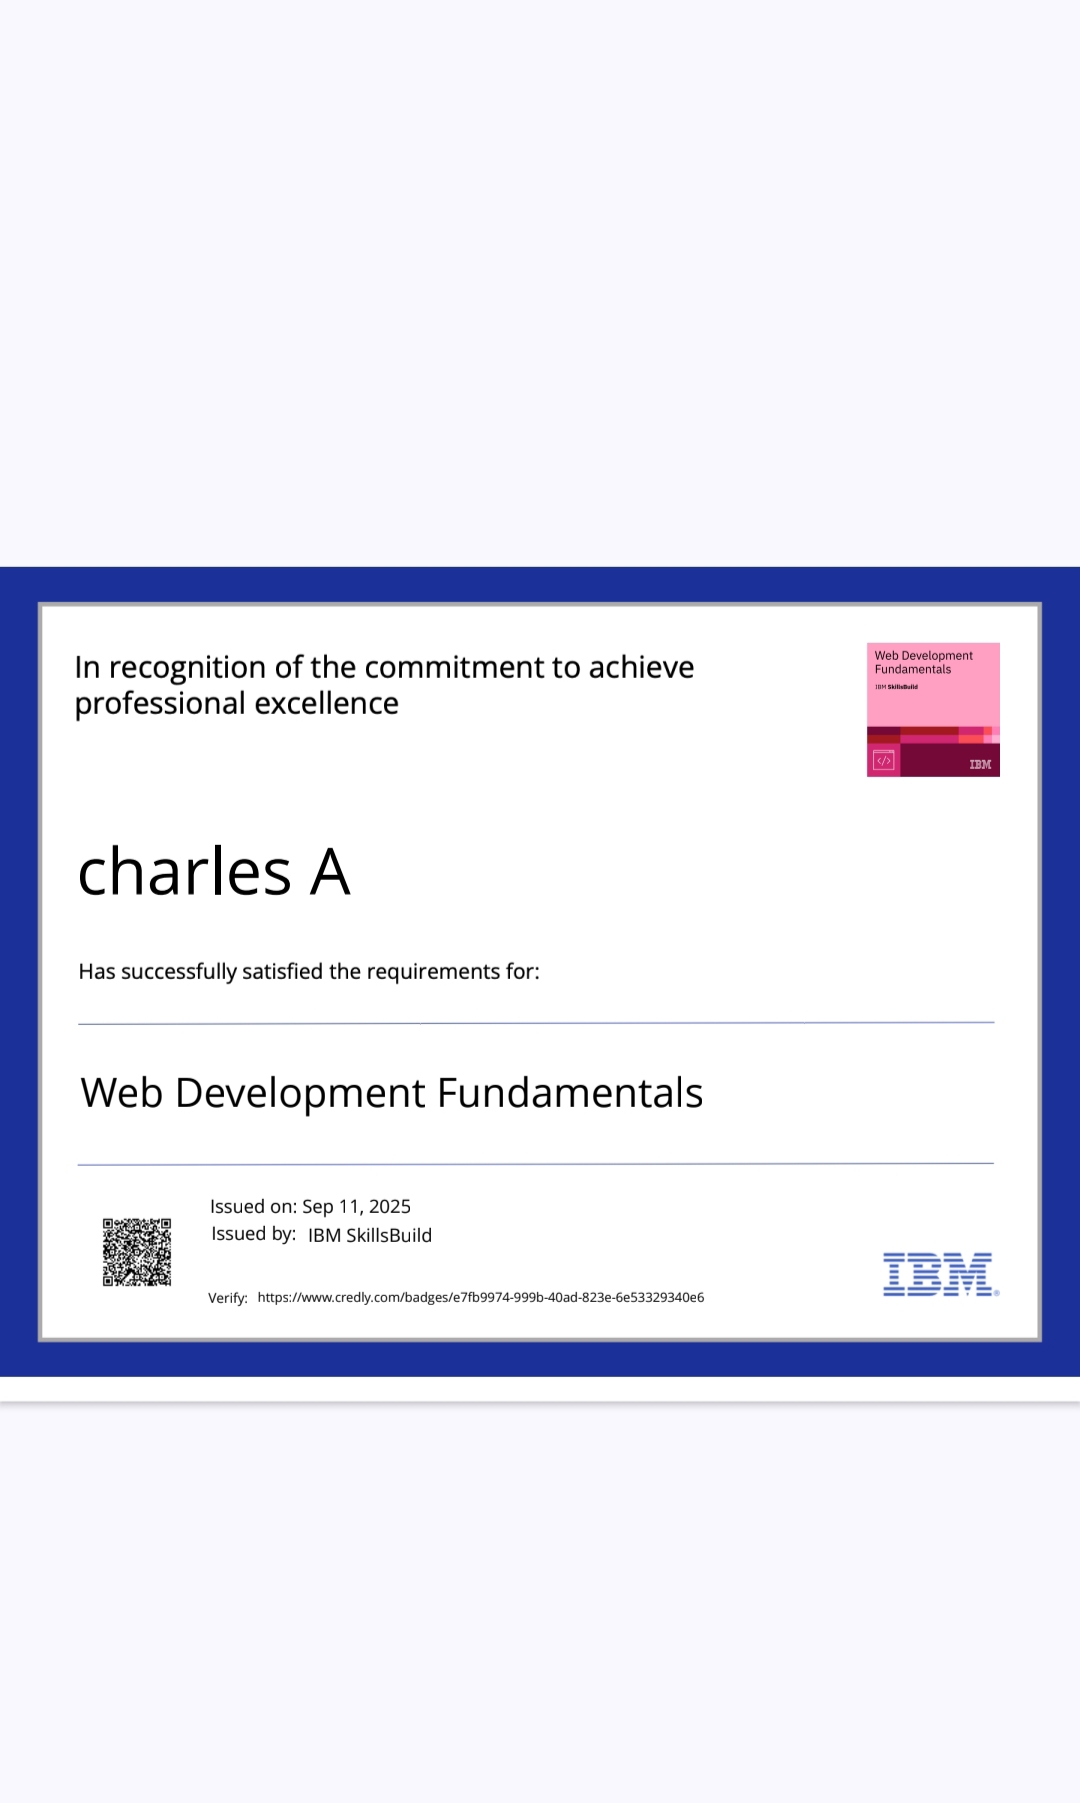 In recognition of the commitment to achieve
professional excellence
Web Development
Fundamentals
IBM SkillsBuild
</>
IBM
charles A
Has successfully satisfied the requirements for:
Web Development Fundamentals
Issued on: Sep 11, 2025
Issued by: IBM SkillsBuild
Verify: https://www.credly.com/badges/e7fb9974-999b-40ad-823e-6e53329340e6
IBM®